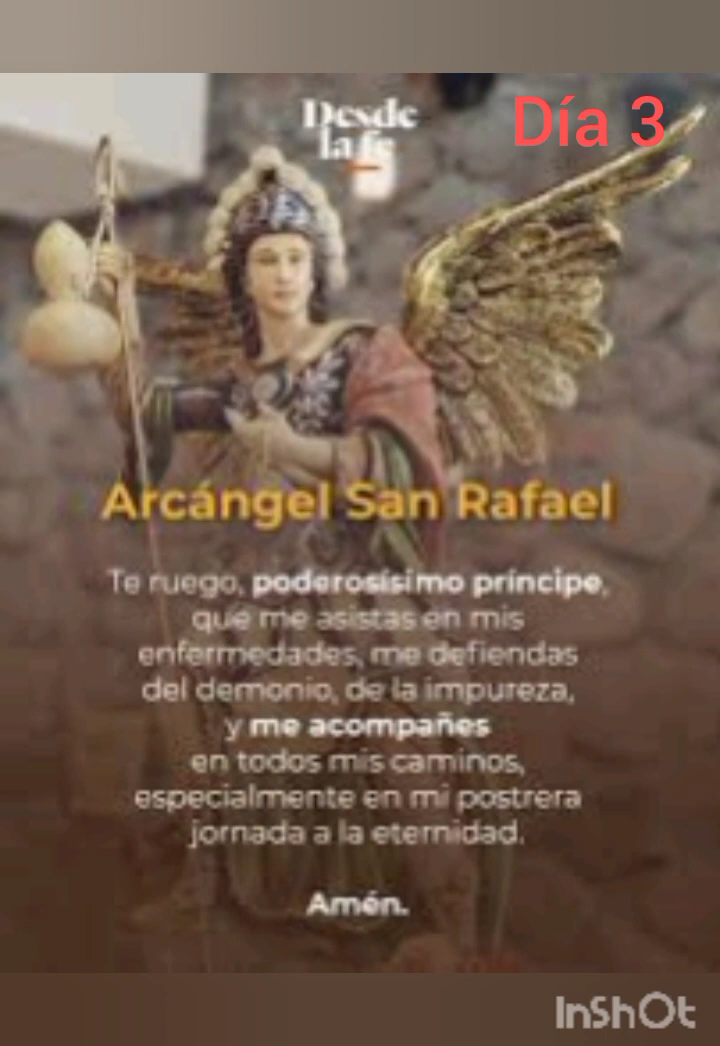 Desde
la fe
Día 3
Arcángel San Rafael
Te ruego, poderosísimo príncipe,
que me asistas en mis
enfermedades, me defiendas
del demonio, de la impureza,
y me acompañes
en todos mis caminos,
especialmente en mi postrera
jornada a la eternidad.
Amén.
InShOt